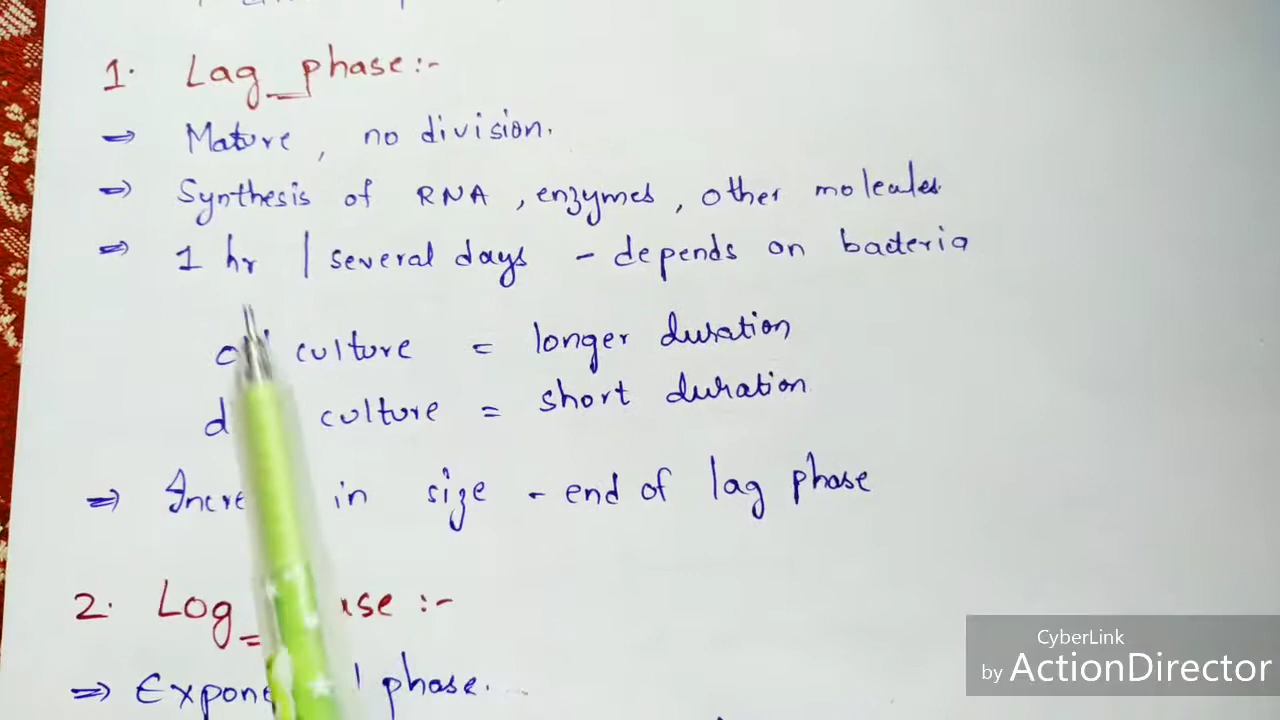 1. Lag phase:-
⇒ Mature, no division.
⇒ Synthesis of RNA, enzymes, other molecules.
⇒ 1 hr / several days - depends on bacteria
culture = longer duration
culture = short duration
⇒ in size - end of lag phase
2. Log :-
⇒ phase.
CyberLink
by ActionDirector